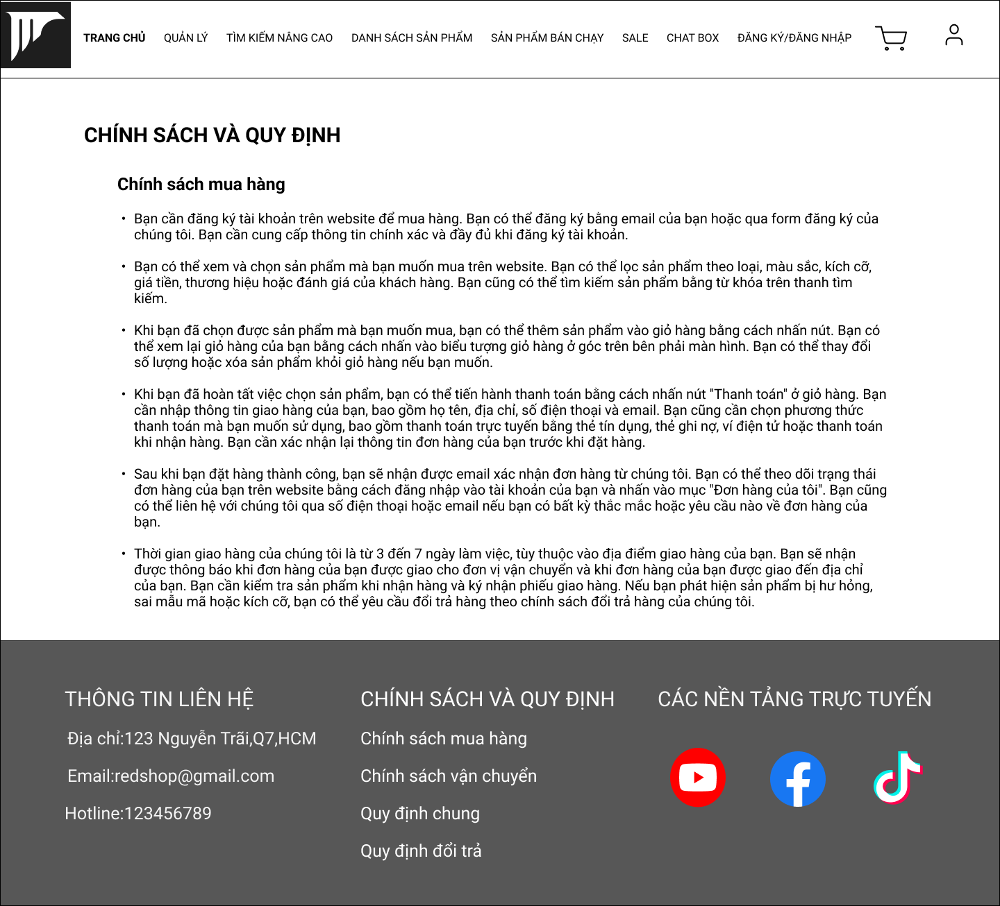 TRANG CHỦ QUẢN LÝ TÌM KIẾM NÂNG CAO DANH SÁCH SẢN PHẨM SẢN PHẨM BÁN CHẠY SALE CHAT BOX ĐĂNG KÝ/ĐĂNG NHẬP
CHÍNH SÁCH VÀ QUY ĐỊNH
Chính sách mua hàng
• Bạn cần đăng ký tài khoản trên website để mua hàng. Bạn có thể đăng ký bằng email của bạn hoặc qua form đăng ký của
chúng tôi. Bạn cần cung cấp thông tin chính xác và đầy đủ khi đăng ký tài khoản.
• Bạn có thể xem và chọn sản phẩm mà bạn muốn mua trên website. Bạn có thể lọc sản phẩm theo loại, màu sắc, kích cỡ,
giá tiền, thương hiệu hoặc đánh giá của khách hàng. Bạn cũng có thể tìm kiếm sản phẩm bằng từ khóa trên thanh tìm
kiếm.
• Khi bạn đã chọn được sản phẩm mà bạn muốn mua, bạn có thể thêm sản phẩm vào giỏ hàng bằng cách nhấn nút. Bạn có
thể xem lại giỏ hàng của bạn bằng cách nhấn vào biểu tượng giỏ hàng ở góc trên bên phải màn hình. Bạn có thể thay đổi
số lượng hoặc xóa sản phẩm khỏi giỏ hàng nếu bạn muốn.
• Khi bạn đã hoàn tất việc chọn sản phẩm, bạn có thể tiến hành thanh toán bằng cách nhấn nút "Thanh toán" ở giỏ hàng. Bạn
cần nhập thông tin giao hàng của bạn, bao gồm họ tên, địa chỉ, số điện thoại và email. Bạn cũng cần chọn phương thức
thanh toán mà bạn muốn sử dụng, bao gồm thanh toán trực tuyến bằng thẻ tín dụng, thẻ ghi nợ, ví điện tử hoặc thanh toán
khi nhận hàng. Bạn cần xác nhận lại thông tin đơn hàng của bạn trước khi đặt hàng.
• Sau khi bạn đặt hàng thành công, bạn sẽ nhận được email xác nhận đơn hàng từ chúng tôi. Bạn có thể theo dõi trạng thái
đơn hàng của bạn trên website bằng cách đăng nhập vào tài khoản của bạn và nhấn vào mục "Đơn hàng của tôi". Bạn cũng
có thể liên hệ với chúng tôi qua số điện thoại hoặc email nếu bạn có bất kỳ thắc mắc hoặc yêu cầu nào về đơn hàng của
bạn.
• Thời gian giao hàng của chúng tôi là từ 3 đến 7 ngày làm việc, tùy thuộc vào địa điểm giao hàng của bạn. Bạn sẽ nhận
được thông báo khi đơn hàng của bạn được giao cho đơn vị vận chuyển và khi đơn hàng của bạn được giao đến địa chỉ
của bạn. Bạn cần kiểm tra sản phẩm khi nhận hàng và ký nhận phiếu giao hàng. Nếu bạn phát hiện sản phẩm bị hư hỏng,
sai mẫu mã hoặc kích cỡ, bạn có thể yêu cầu đổi trả hàng theo chính sách đổi trả hàng của chúng tôi.
THÔNG TIN LIÊN HỆ
Địa chỉ:123 Nguyễn Trãi,Q7,HCM
Email:redshop@gmail.com
Hotline:123456789
CHÍNH SÁCH VÀ QUY ĐỊNH
Chính sách mua hàng
Chính sách vận chuyển
Quy định chung
Quy định đổi trả
CÁC NỀN TẢNG TRỰC TUYẾN